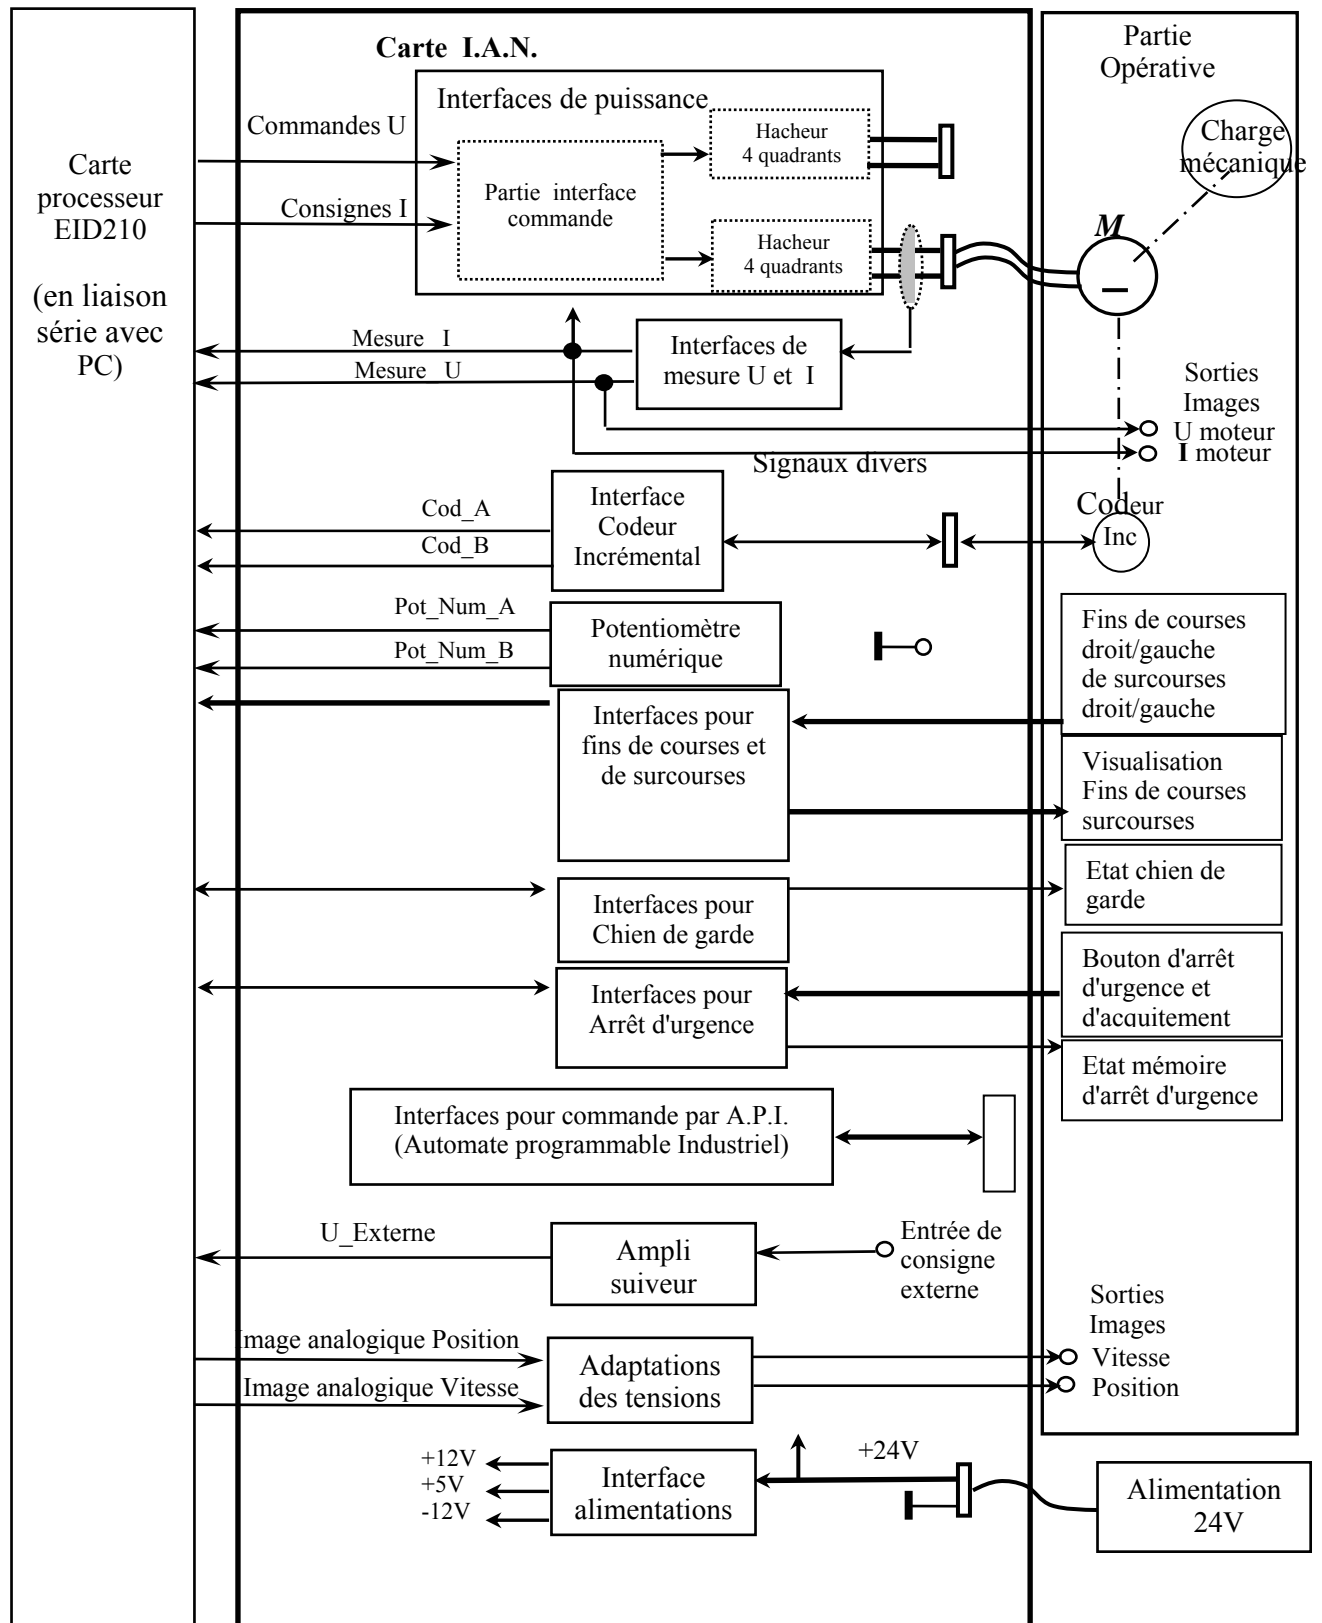 Carte
processeur
EID210
(en liaison
série avec
PC)
Carte I.A.N.
Interfaces de puissance
Commandes U
Consignes I
Partie interface
commande
Hacheur
4 quadrants
Hacheur
4 quadrants
Partie
Opérative
Charge
mécanique
M
Mesure I
Mesure U
Interfaces de
mesure U et I
Sorties
Images
U moteur
I moteur
Signaux divers
Cod_A
Cod_B
Interface
Codeur
Incrémental
Codeur
Inc
Pot_Num_A
Pot_Num_B
Potentiomètre
numérique
Fins de courses
droit/gauche
de surcourses
droit/gauche
Interfaces pour
fins de courses et
de surcourses
Visualisation
Fins de courses
surcourses
Interfaces pour
Chien de garde
Etat chien de
garde
Interfaces pour
Arrêt d'urgence
Bouton d'arrêt
d'urgence et
d'acquitement
Etat mémoire
d'arrêt d'urgence
Interfaces pour commande par A.P.I.
(Automate programmable Industriel)
U_Externe
Ampli
suiveur
Entrée de
consigne
externe
Image analogique Position
Image analogique Vitesse
Adaptations
des tensions
Sorties
Images
Vitesse
Position
+12V
+5V
-12V
Interface
alimentations
+24V
Alimentation
24V